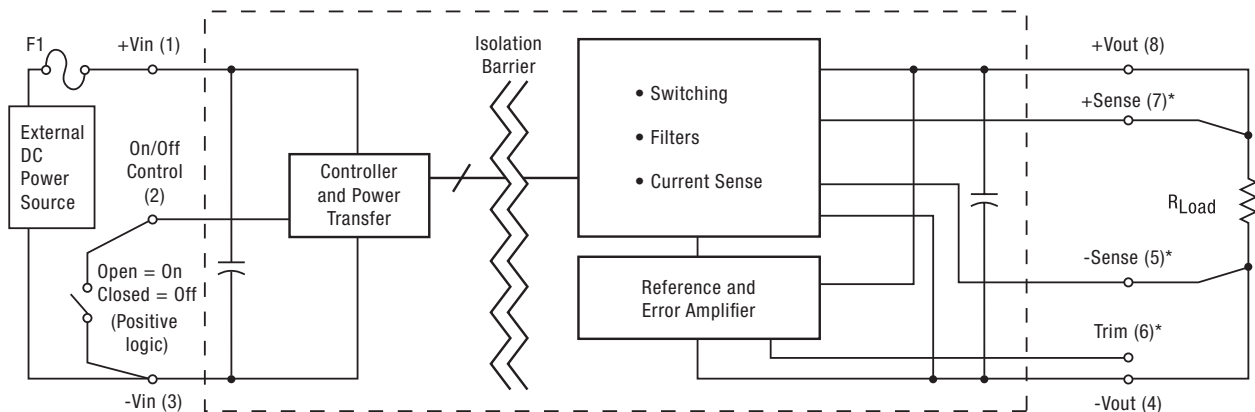 F1
+Vin (1)
External
DC
Power
Source
On/Off
Control
(2)
Open = On
Closed = Off
(Positive
logic)
-Vin (3)
Controller
and Power
Transfer
Isolation
Barrier
• Switching
• Filters
• Current Sense
Reference and
Error Amplifier
+Vout (8)
+Sense (7)*
RLoad
-Sense (5)*
Trim (6)*
-Vout (4)